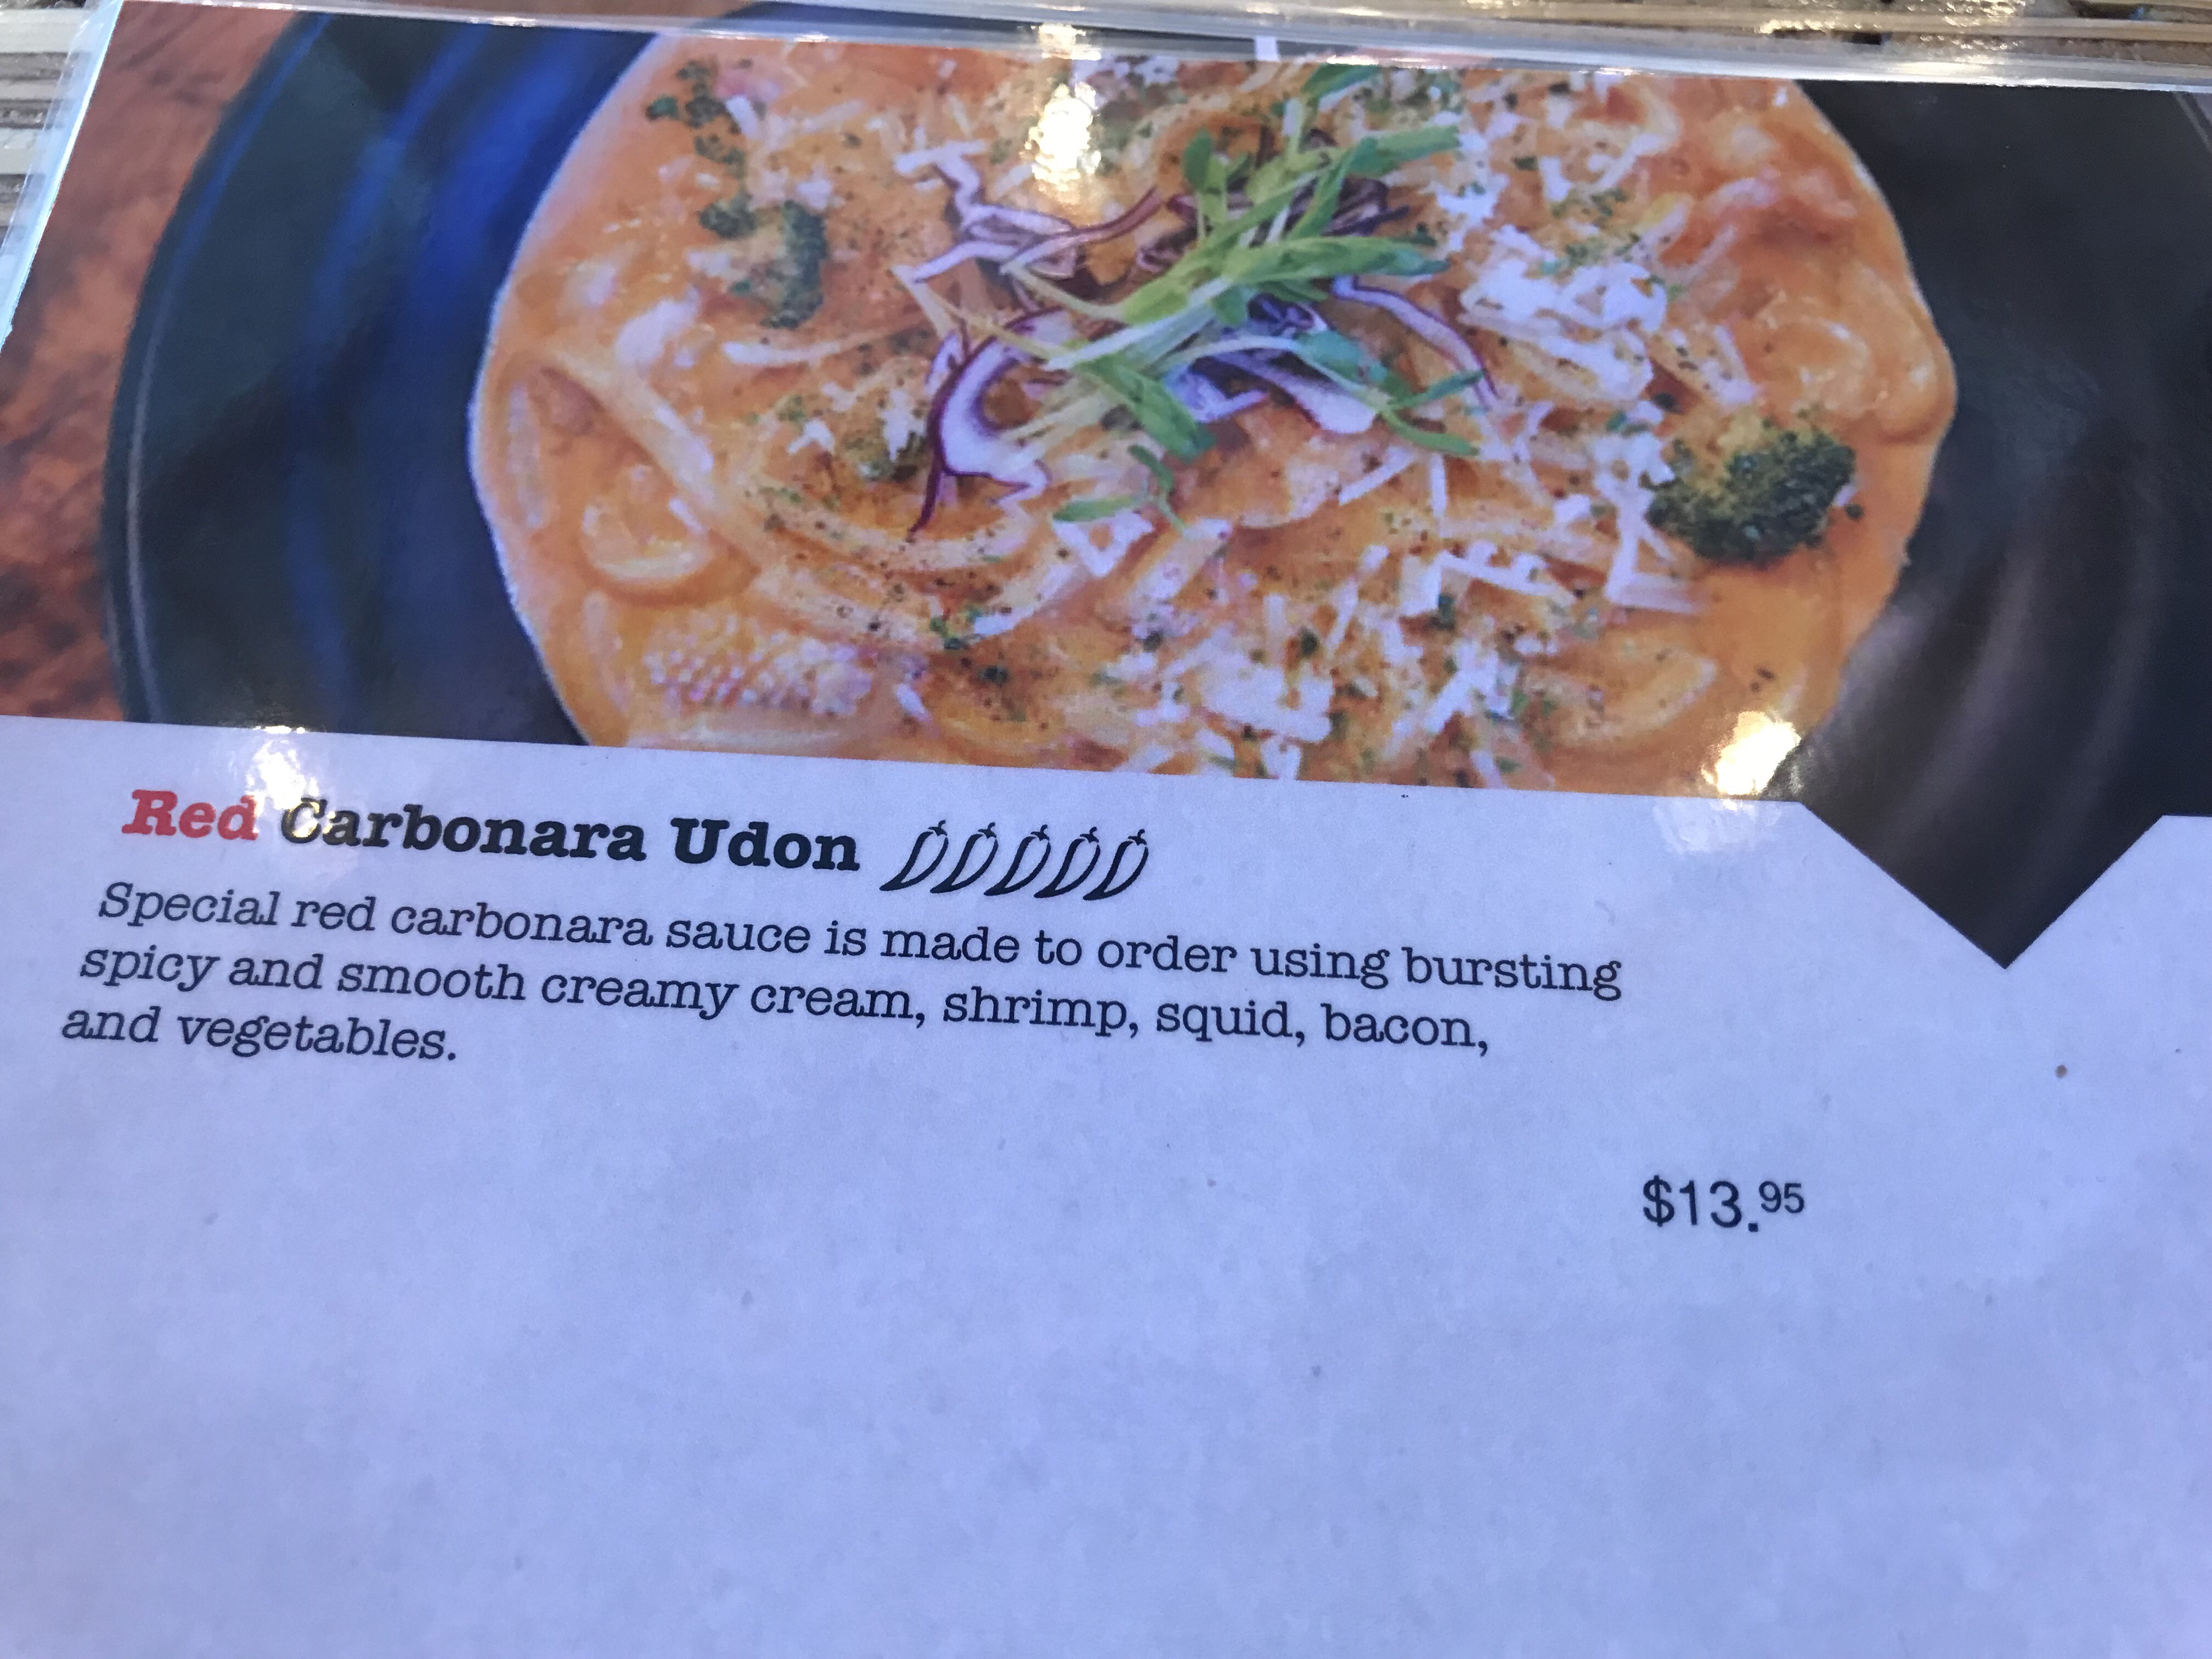 Red Carbonara Udon
Special red carbonara sauce is made to order using bursting
spicy and smooth creamy cream, shrimp, squid, bacon,
and vegetables.
$13.95